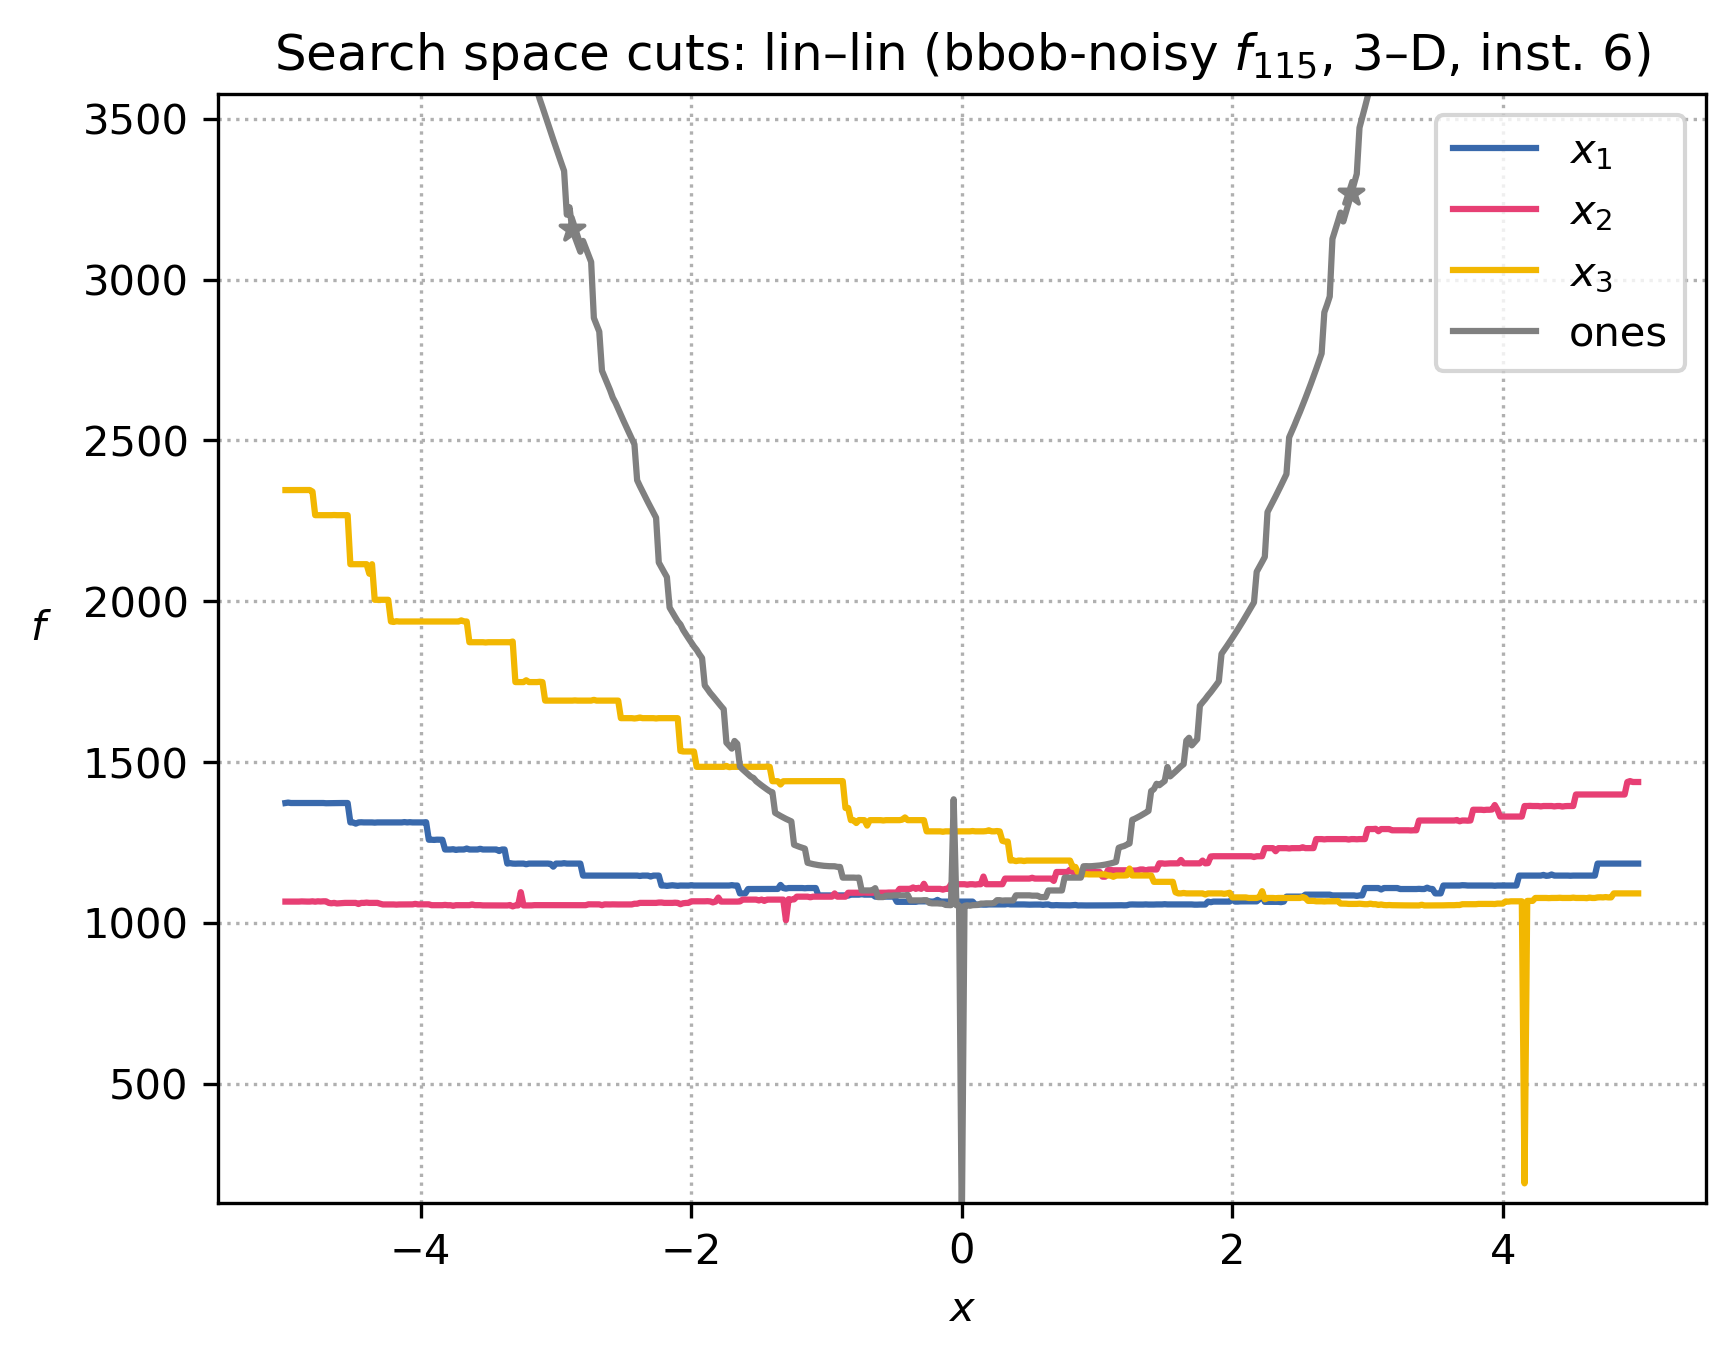 Search space cuts: lin–lin (bbob-noisy f₁₁₅, 3–D, inst. 6)
3500
3000
2500
2000
1500
1000
500
f
−4
−2
0
2
4
x
x₁
x₂
x₃
ones